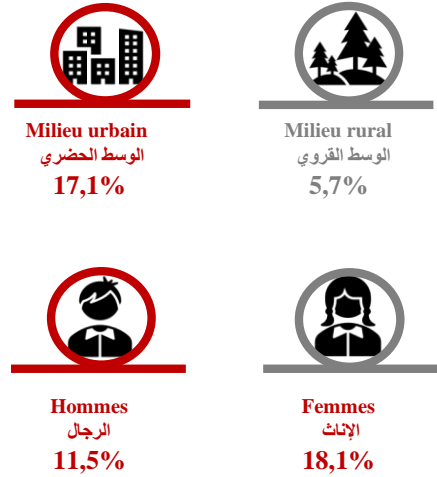 Milieu urbain
الوسط الحضري
17,1%
Milieu rural
الوسط القروي
5,7%
Hommes
الرجال
11,5%
Femmes
الإناث
18,1%